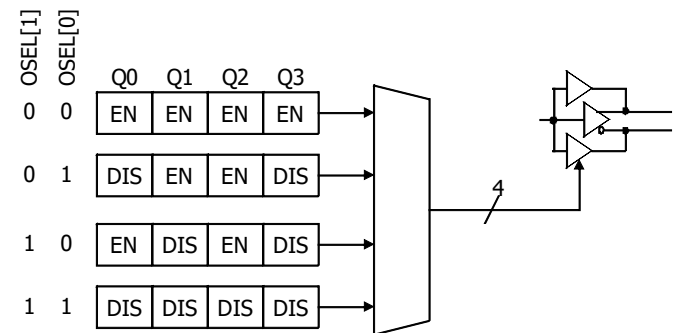 OSEL[1] OSEL[0]
Q0 Q1 Q2 Q3
0 0 EN EN EN EN
0 1 DIS EN EN DIS
4
1 0 EN DIS EN DIS
1 1 DIS DIS DIS DIS